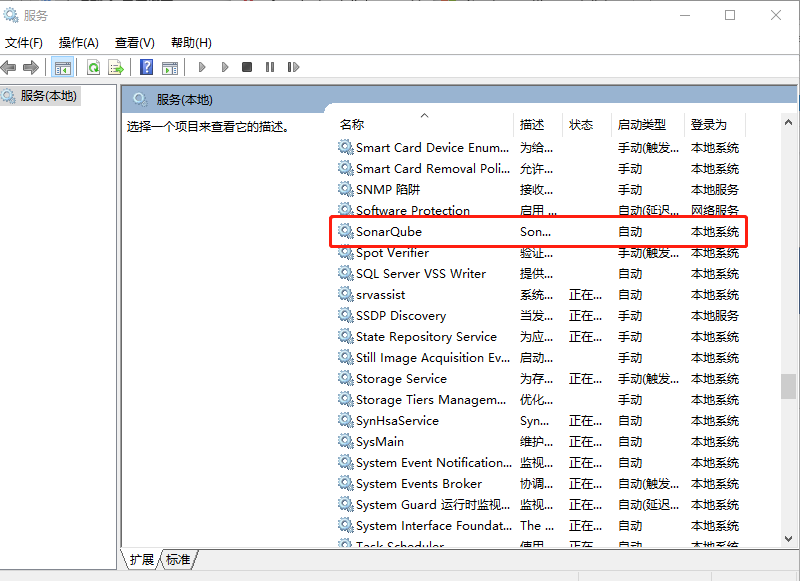 服务
文件(F) 操作(A) 查看(V) 帮助(H)
服务(本地)
服务(本地)
选择一个项目来查看它的描述。
名称 描述 状态 启动类型 登录为
Smart Card Device Enum... 为给... 手动(触发... 本地系统
Smart Card Removal Poli... 允许... 手动 本地系统
SNMP 陷阱 接收... 手动 本地服务
Software Protection 启用 ... 自动(延迟... 网络服务
SonarQube Son... 自动 本地系统
Spot Verifier 验证... 手动(触发... 本地系统
SQL Server VSS Writer 提供... 自动 本地系统
srvassist 系统... 正在... 自动 本地系统
SSDP Discovery 当发... 正在... 手动 本地服务
State Repository Service 为应... 正在... 手动 本地系统
Still Image Acquisition Ev... 启动... 手动 本地系统
Storage Service 为存... 正在... 手动(触发... 本地系统
Storage Tiers Managem... 优化... 手动 本地系统
SynHsaService Syn... 正在... 自动 本地系统
SysMain 维护... 正在... 自动 本地系统
System Event Notification... 监视... 正在... 自动 本地系统
System Events Broker 协调... 正在... 自动(触发... 本地系统
System Guard 运行时监视... 监视... 正在... 自动(延迟... 本地系统
System Interface Foundat... The ... 正在... 自动 本地系统
Task Scheduler 使用... 正在... 自动 本地系统
扩展 标准